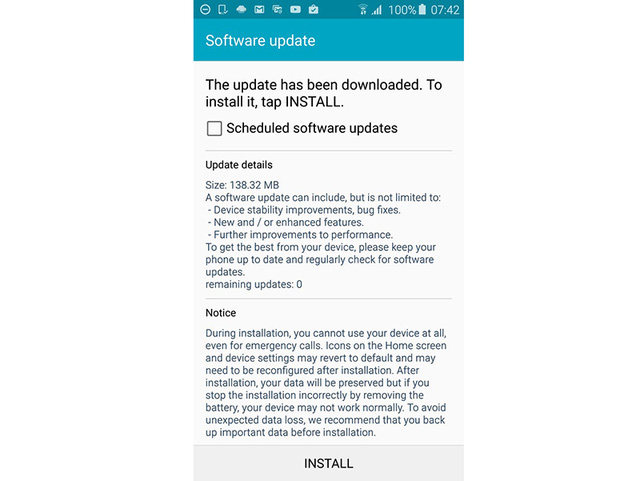 100% 07:42
Software update
The update has been downloaded. To
install it, tap INSTALL.
Scheduled software updates
Update details
Size: 138.32 MB
A software update can include, but is not limited to:
- Device stability improvements, bug fixes.
- New and / or enhanced features.
- Further improvements to performance.
To get the best from your device, please keep your
phone up to date and regularly check for software
updates.
remaining updates: 0
Notice
During installation, you cannot use your device at all,
even for emergency calls. Icons on the Home screen
and device settings may revert to default and may
need to be reconfigured after installation. After
installation, your data will be preserved but if you
stop the installation incorrectly by removing the
battery, your device may not work normally. To avoid
unexpected data loss, we recommend that you back
up important data before installation.
INSTALL